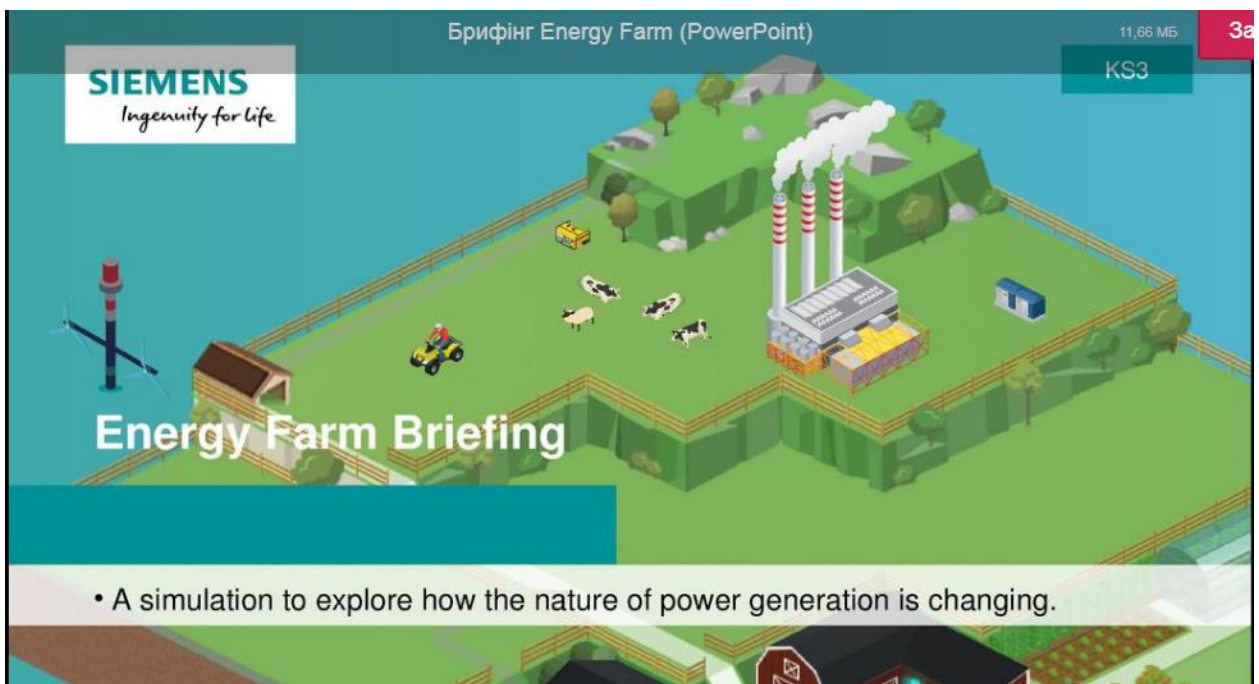 Брифінг Energy Farm (PowerPoint)
11,66 МБ
За
SIEMENS
Ingenuity for life
KS3
Energy Farm Briefing
• A simulation to explore how the nature of power generation is changing.